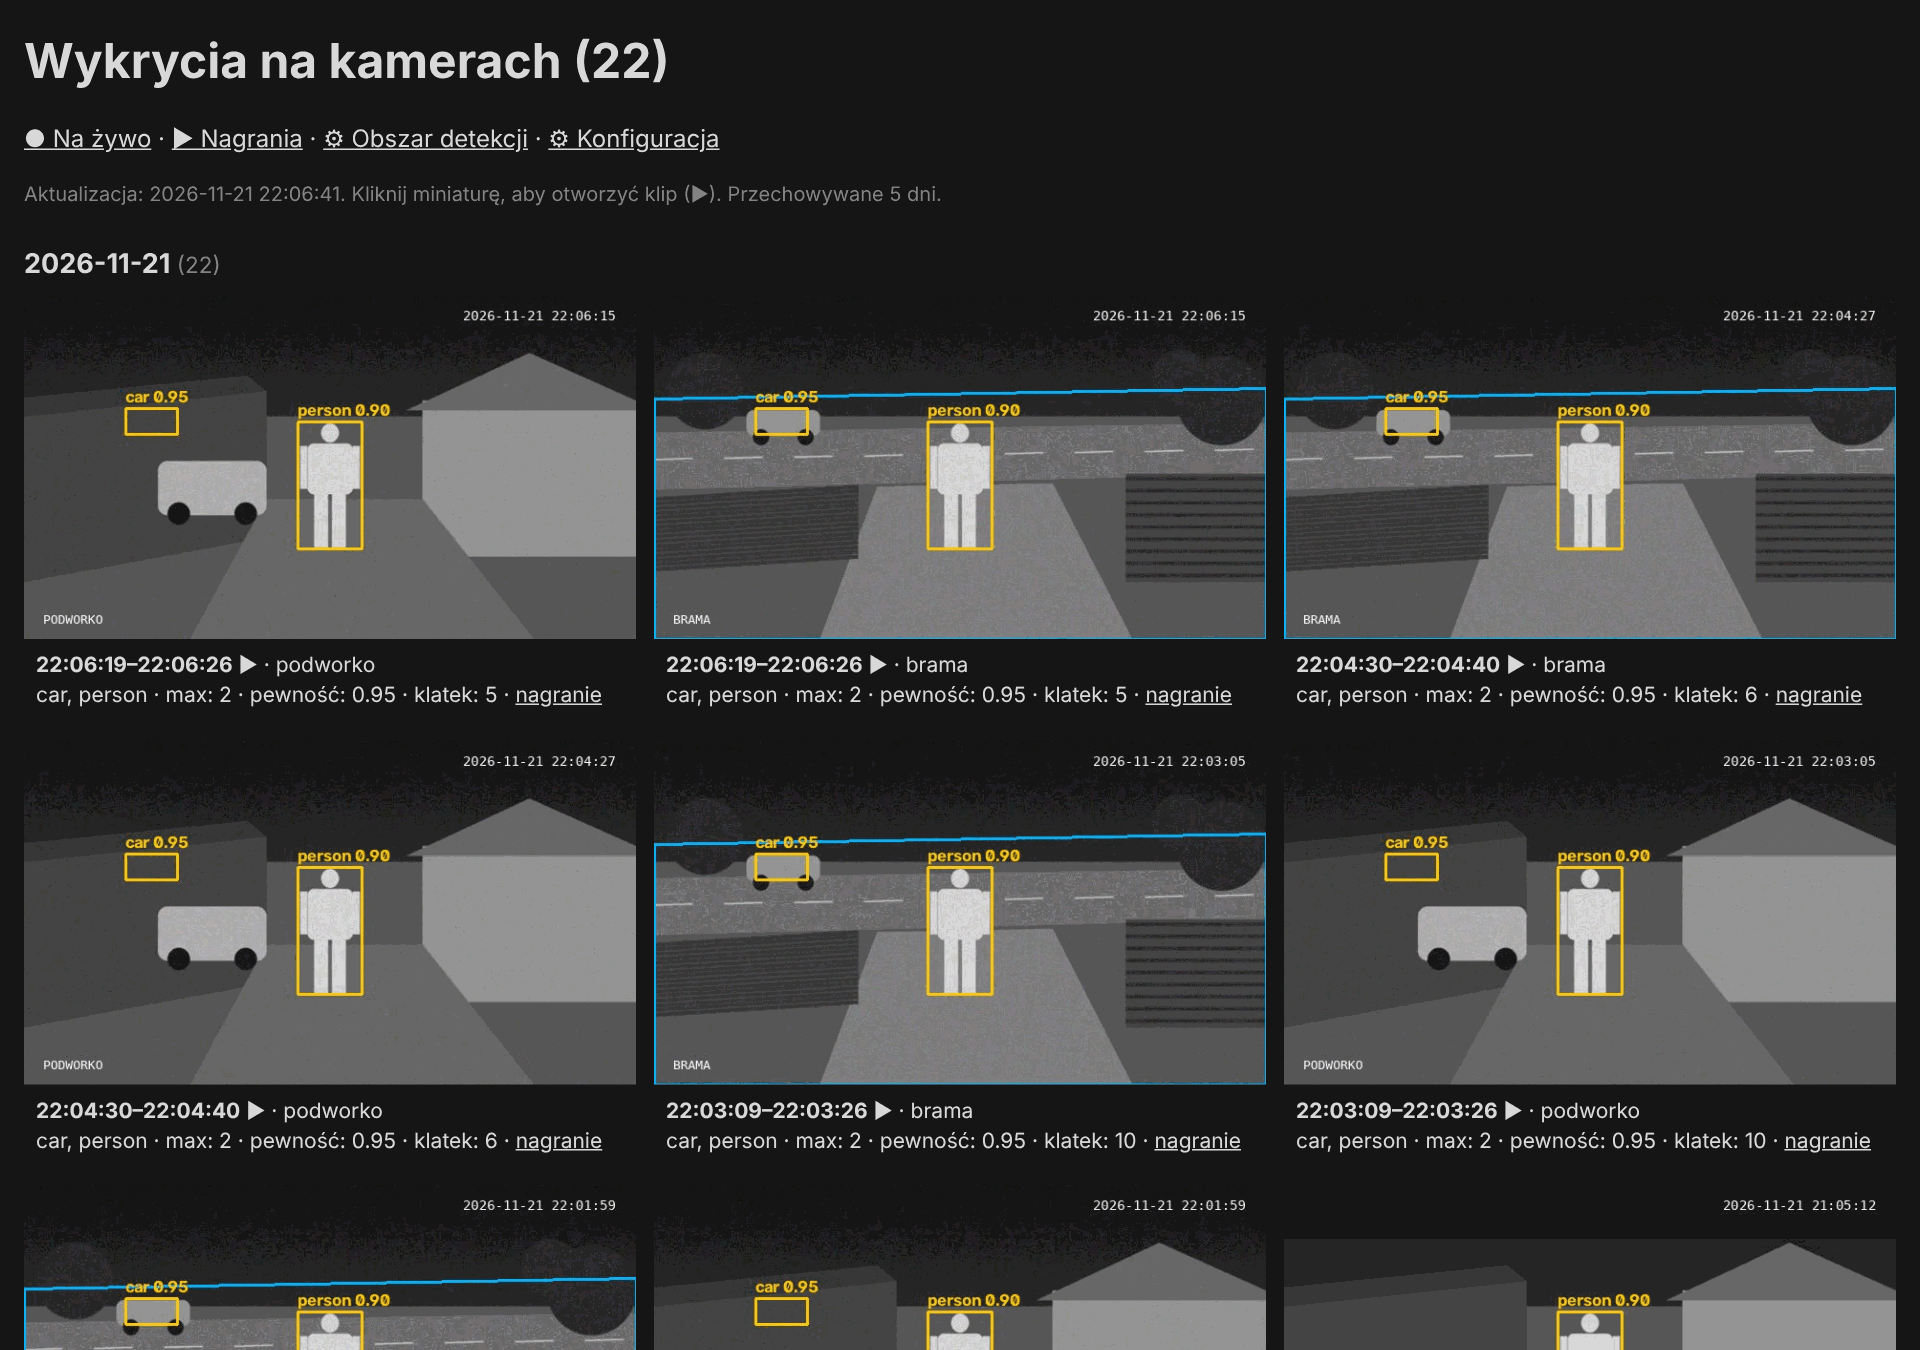 Wykrycia na kamerach (22)
● Na żywo · ▶ Nagrania · ⚙ Obszar detekcji · ⚙ Konfiguracja
Aktualizacja: 2026-11-21 22:06:41. Kliknij miniaturę, aby otworzyć klip (▶). Przechowywane 5 dni.
2026-11-21 (22)
2026-11-21 22:06:15
car 0.95
person 0.90
PODWORKO
22:06:19–22:06:26 ▶ · podworko
car, person · max: 2 · pewność: 0.95 · klatek: 5 · nagranie
2026-11-21 22:06:15
car 0.95
person 0.90
BRAMA
22:06:19–22:06:26 ▶ · brama
car, person · max: 2 · pewność: 0.95 · klatek: 5 · nagranie
2026-11-21 22:04:27
car 0.95
person 0.90
BRAMA
22:04:30–22:04:40 ▶ · brama
car, person · max: 2 · pewność: 0.95 · klatek: 6 · nagranie
2026-11-21 22:04:27
car 0.95
person 0.90
PODWORKO
22:04:30–22:04:40 ▶ · podworko
car, person · max: 2 · pewność: 0.95 · klatek: 6 · nagranie
2026-11-21 22:03:05
car 0.95
person 0.90
BRAMA
22:03:09–22:03:26 ▶ · brama
car, person · max: 2 · pewność: 0.95 · klatek: 10 · nagranie
2026-11-21 22:03:05
car 0.95
person 0.90
PODWORKO
22:03:09–22:03:26 ▶ · podworko
car, person · max: 2 · pewność: 0.95 · klatek: 10 · nagranie
2026-11-21 22:01:59
car 0.95
person 0.90
2026-11-21 22:01:59
car 0.95
person 0.90
2026-11-21 21:05:12
person 0.90